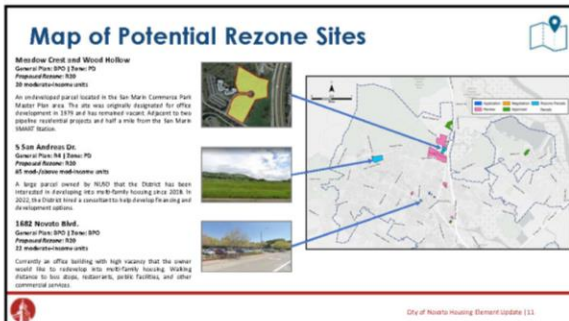 Map of Potential Rezone Sites
Meadow Crest and Wood Hollow
General Plan: BPO | Zone: PD
Proposed Rezone: R20
20 moderate-income units
An undeveloped parcel located in the San Marin Commerce Park
Master Plan area. The site was originally designated for office
development in 1979 and has remained vacant. Adjacent to two
pipeline residential projects and half a mile from the San Marin
SMART Station.
S San Andreas Dr.
General Plan: R4 | Zone: PD
Proposed Rezone: R20
65 mod-/above mod-income units
A large parcel owned by NUSD that the District has been
interested in developing into multi-family housing since 2018. In
2022, the District hired a consultant to help develop financing and
development options.
1682 Novato Blvd.
General Plan: BPO | Zone: BPO
Proposed Rezone: R20
22 moderate-income units
Currently an office building with high vacancy that the owner
would like to redevelop into multi-family housing. Walking
distance to bus stops, restaurants, public facilities, and other
commercial services.
City of Novato Housing Element Update |11